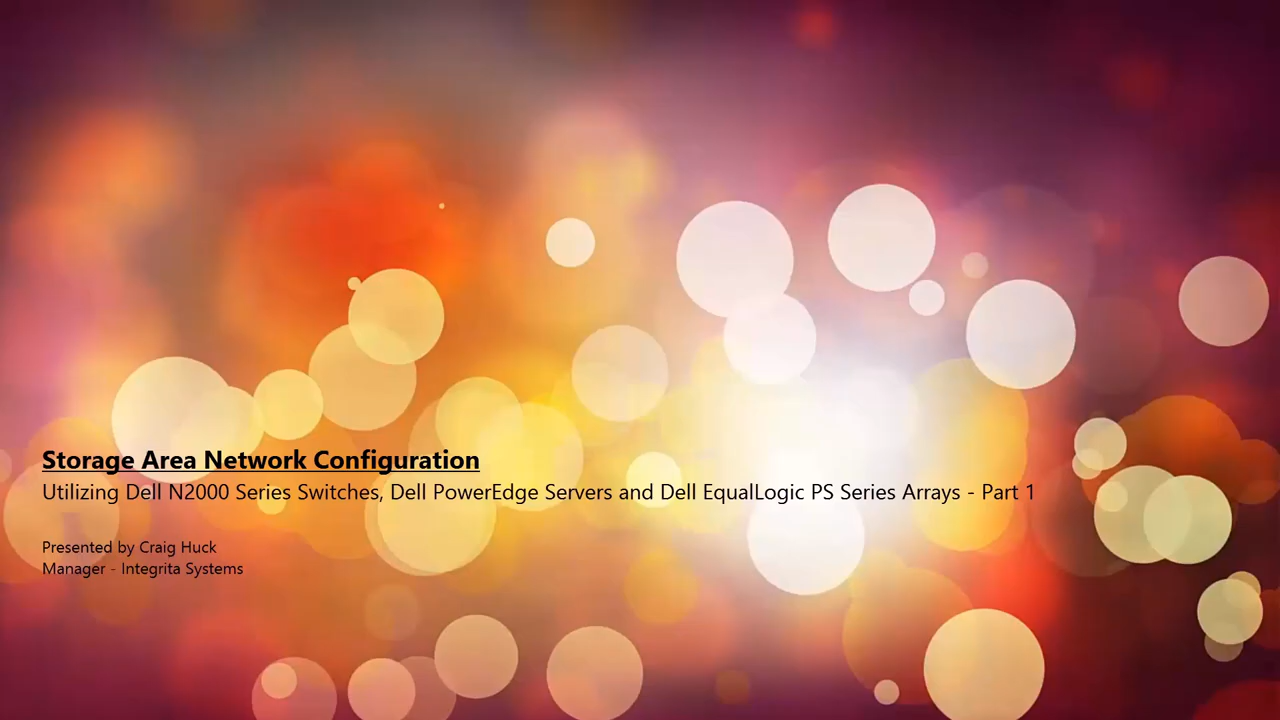 Storage Area Network Configuration
Utilizing Dell N2000 Series Switches, Dell PowerEdge Servers and Dell EqualLogic PS Series Arrays - Part 1
Presented by Craig Huck
Manager - Integrita Systems